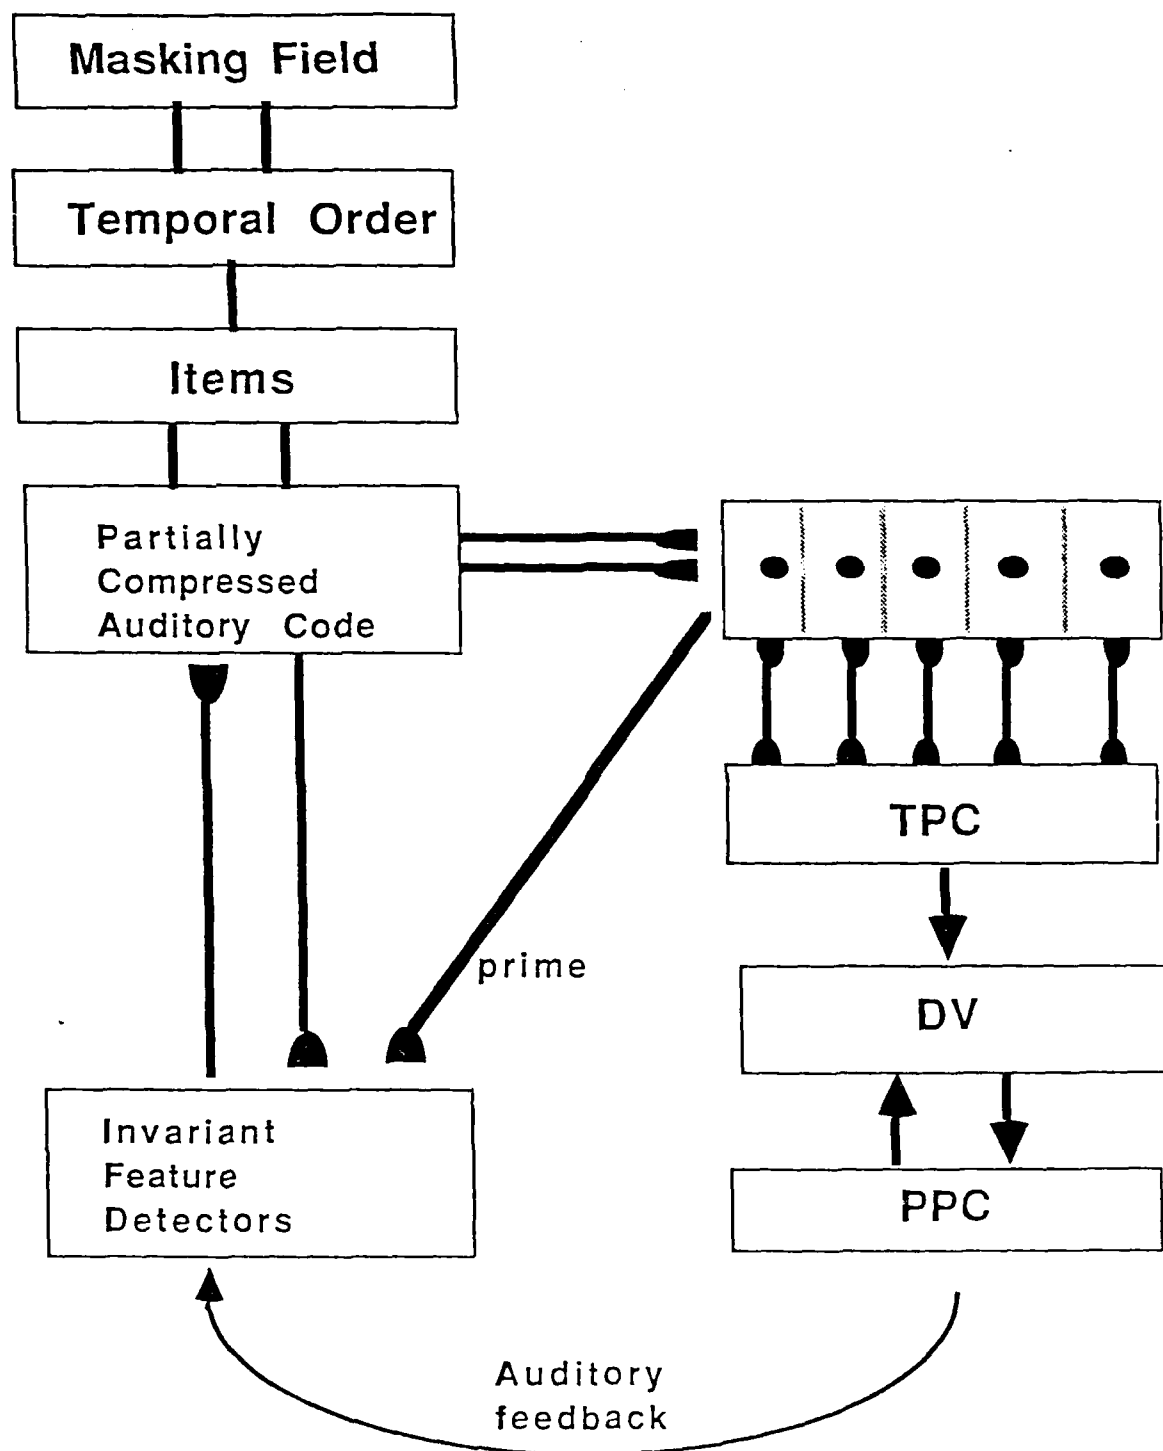 Masking Field
Temporal Order
Items
Partially
Compressed
Auditory Code
TPC
prime
DV
Invariant
Feature
Detectors
PPC
Auditory
feedback